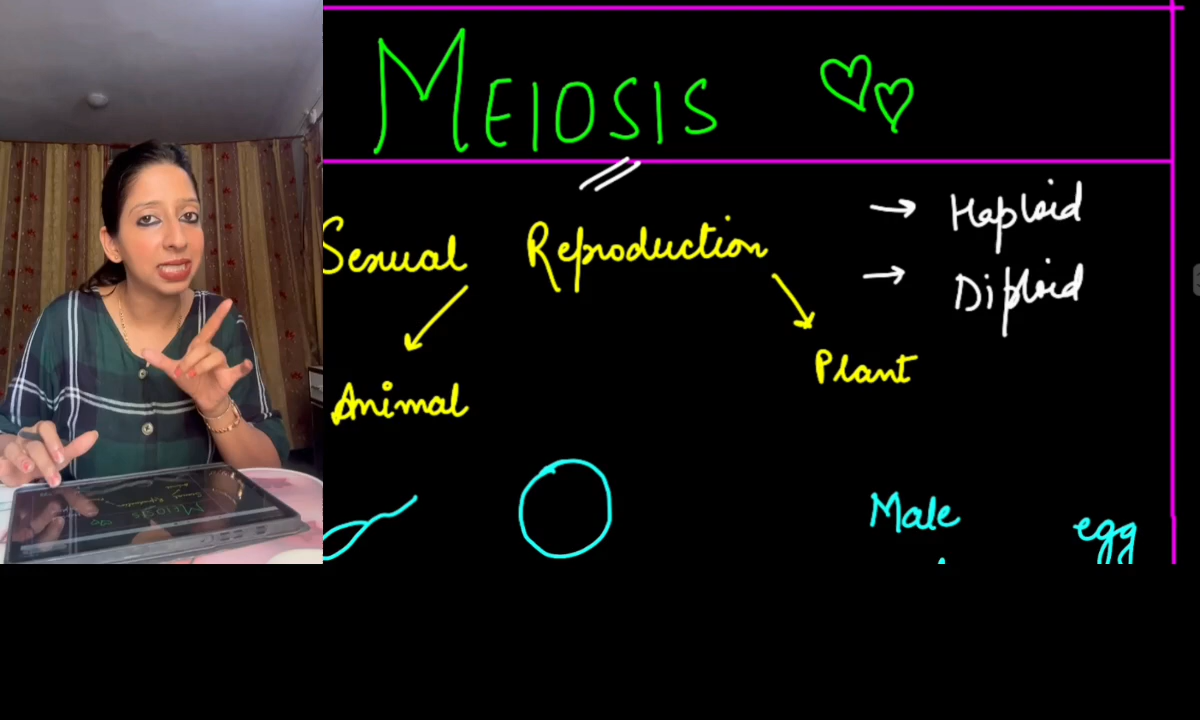 MEIOSIS
Sexual Reproduction
→ Haploid
→ Diploid
Animal
Plant
Male
egg